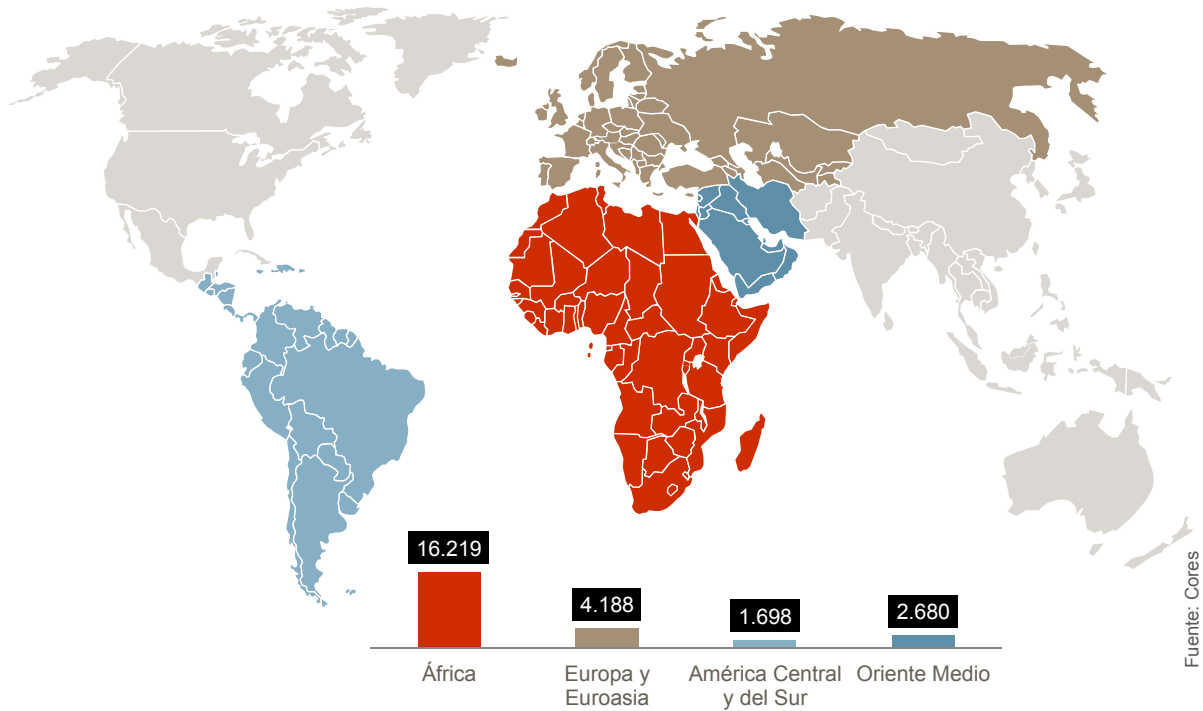 16.219
4.188
1.698
2.680
África
Europa y
Euroasia
América Central
y del Sur
Oriente Medio
Fuente: Cores